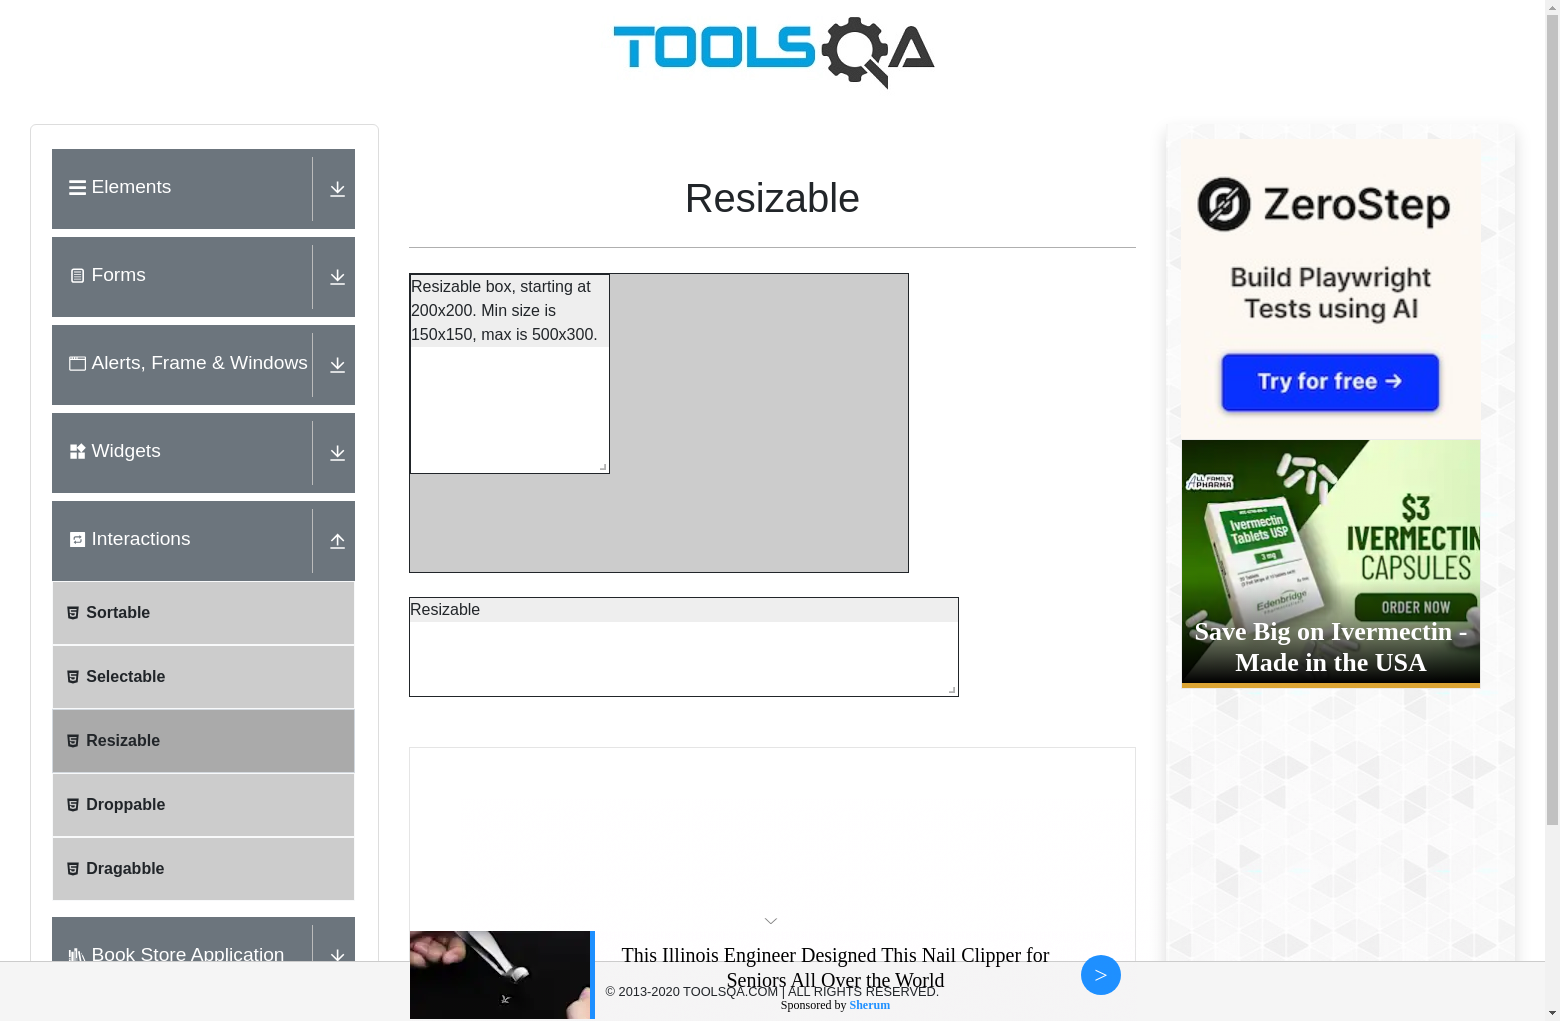 TOOLSQA
Elements
Forms
Alerts, Frame & Windows
Widgets
Interactions
Sortable
Selectable
Resizable
Droppable
Dragabble
Book Store Application
Resizable
Resizable box, starting at
200x200. Min size is
150x150, max is 500x300.
Resizable
ZeroStep
Build Playwright
Tests using AI
Try for free →
ALL FAMILY
PHARMA
Ivermectin
Tablets USP
3 mg
Edenbridge
$3
IVERMECTIN
CAPSULES
ORDER NOW
Save Big on Ivermectin -
Made in the USA
This Illinois Engineer Designed This Nail Clipper for
Seniors All Over the World
© 2013-2020 TOOLSQA.COM | ALL RIGHTS RESERVED.
Sponsored by Sherum
>